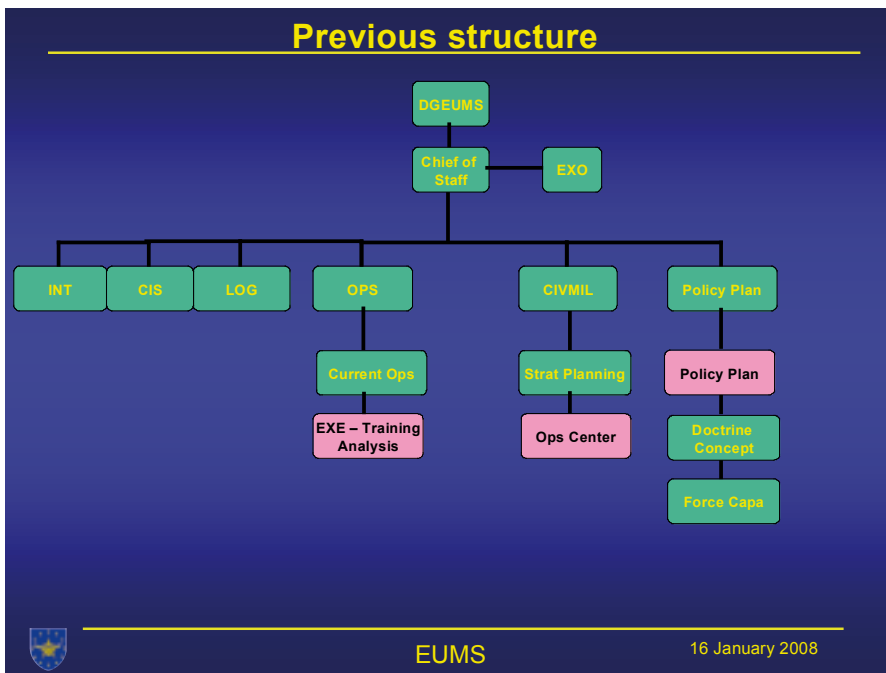 Previous structure
DGEUMS
Chief of
Staff
EXO
INT
CIS
LOG
OPS
CIVMIL
Policy Plan
Current Ops
Strat Planning
Policy Plan
EXE – Training
Analysis
Ops Center
Doctrine
Concept
Force Capa
EUMS
16 January 2008